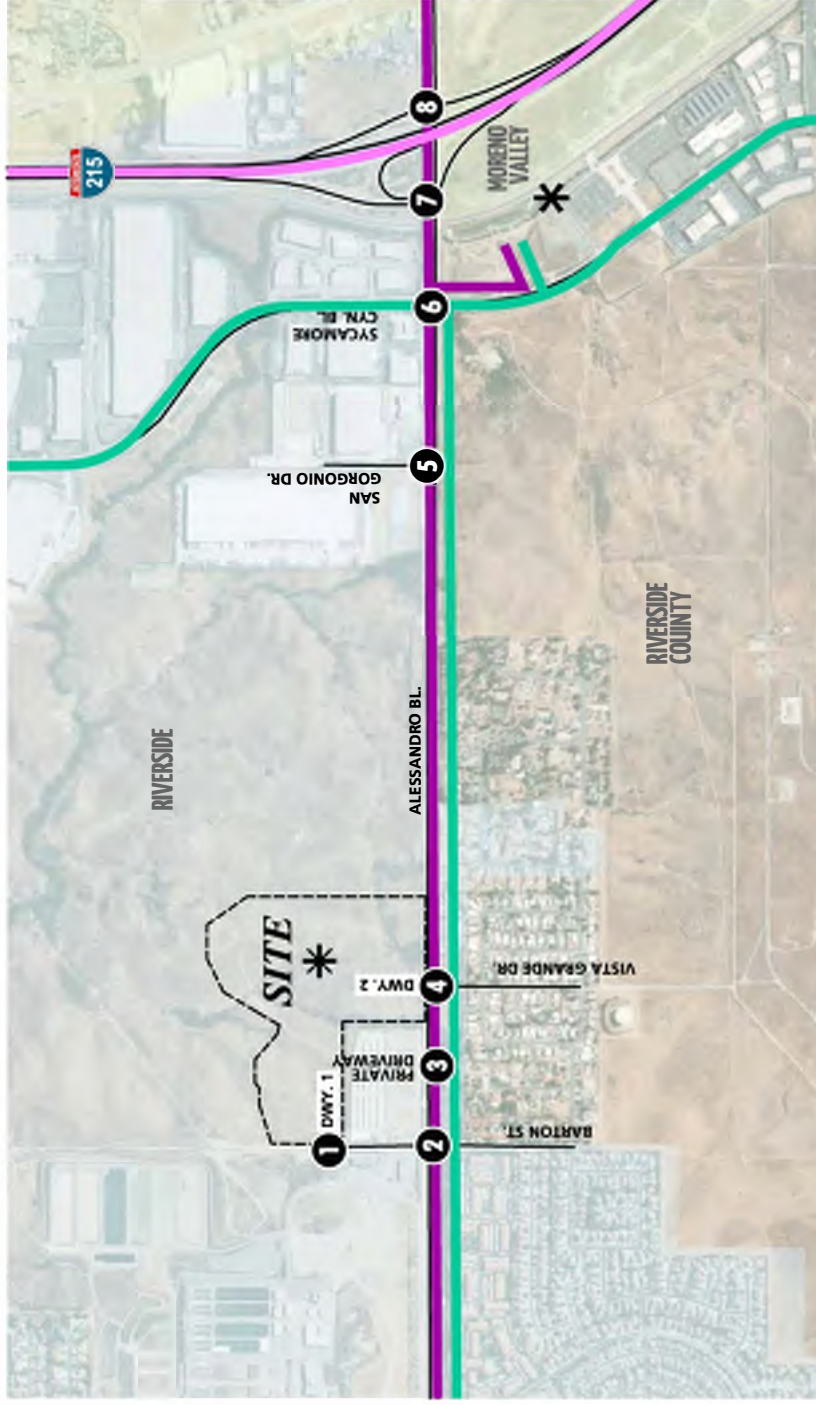 INTERSTATE
215
8
7
MORENO
VALLEY
6
SYCAMORE
CYN. BL.
5
SAN
GORGONIO DR.
RIVERSIDE
COUNTY
RIVERSIDE
ALESSANDRO BL.
SITE
4
DWY. 2
VISTA GRANDE DR.
3
PRIVATE
DRIVEWAY
DWY. 1
1
2
BARTON ST.